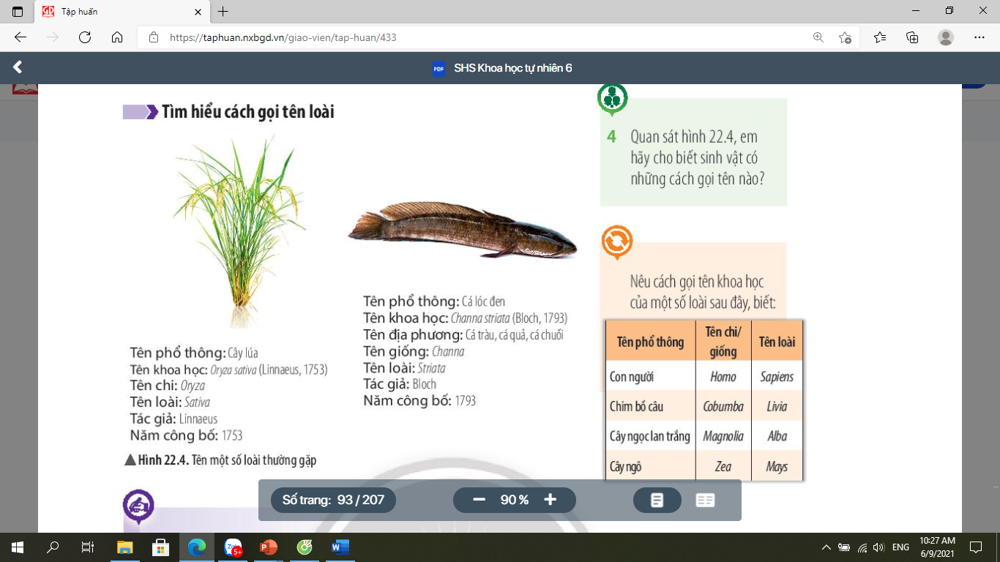 Tập huấn
https://taphuan.nxbgd.vn/giao-vien/tap-huan/433
PDF SHS Khoa học tự nhiên 6
Tìm hiểu cách gọi tên loài
Tên phổ thông: Cây lúa
Tên khoa học: Oryza sativa (Linnaeus, 1753)
Tên chi: Oryza
Tên loài: Sativa
Tác giả: Linnaeus
Năm công bố: 1753
Tên phổ thông: Cá lóc đen
Tên khoa học: Channa striata (Bloch, 1793)
Tên địa phương: Cá tràu, cá quả, cá chuối
Tên giống: Channa
Tên loài: Striata
Tác giả: Bloch
Năm công bố: 1793
Hình 22.4. Tên một số loài thường gặp
4 Quan sát hình 22.4, em
hãy cho biết sinh vật có
những cách gọi tên nào?
Nêu cách gọi tên khoa học
của một số loài sau đây, biết:
Tên phổ thông Tên chi/ giống Tên loài
Con người Homo Sapiens
Chim bồ câu Cobumba Livia
Cây ngọc lan trắng Magnolia Alba
Cây ngô Zea Mays
Số trang: 93 / 207 90 %
5+
ENG
10:27 AM
6/9/2021